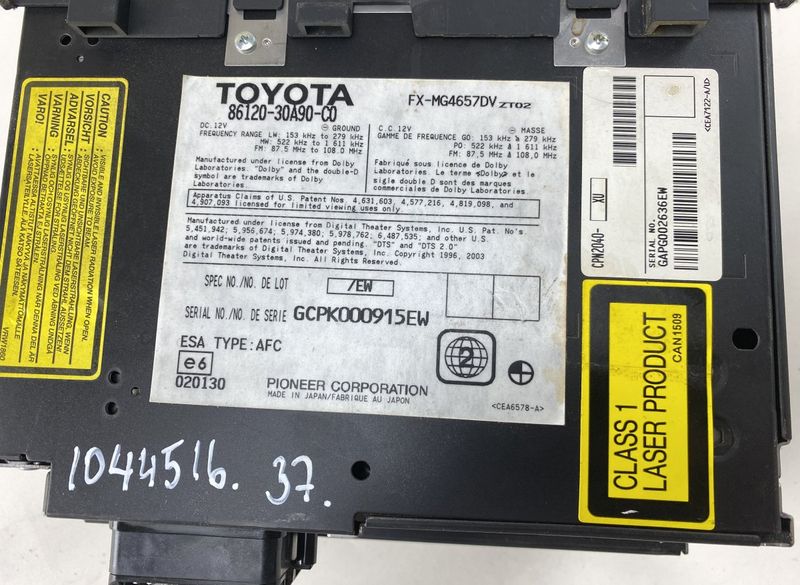 TOYOTA
86120-30A90-C0
FX-MG4657DV ZT02
DC.12V ⊖ GROUND
FREQUENCY RANGE LW: 153 kHz to 279 kHz
MW: 522 kHz to 1 611 kHz
FM: 87.5 MHz to 108.0 MHz
C.C.12V ⊖ MASSE
GAMME DE FREQUENCE GO: 153 kHz à 279 kHz
PO: 522 kHz à 1 611 kHz
FM: 87,5 MHz à 108,0 MHz
Manufactured under license from Dolby
Laboratories. "Dolby" and the double-D
symbol are trademarks of Dolby
Laboratories.
Fabriqué sous license de Dolby
Laboratories. Le terme «Dolby» et le
sigle double D sont des marques
commerciales de Dolby Laboratories.
Apparatus Claims of U.S. Patent Nos. 4,631,603, 4,577,216, 4,819,098, and
4,907,093 licensed for limited viewing uses only.
Manufactured under license from Digital Theater Systems, Inc. U.S. Pat. No's
5,451,942, 5,956,674, 5,974,380, 5,978,762, 6,487,535, and other U.S.
and world-wide patents issued and pending. "DTS" and "DTS 2.0"
are trademarks of Digital Theater Systems, Inc. Copyright 1996, 2003
Digital Theater Systems, Inc. All Rights Reserved.
SPEC NO./NO. DE LOT /EW
SERIAL NO./NO. DE SERIE GCPK000915EW
ESA TYPE:AFC
e6
020130
PIONEER CORPORATION
MADE IN JAPAN/FABRIQUE AU JAPON
2
<CEA6578-A>
CAUTION
VORSICHT
ADVARSEL
WARNING
VARO!
VRW1860
CPN2040- XU
SERIAL NO.
GAPG002636EW
<CEA7122-A/U>
CLASS 1
LASER PRODUCT
CAN1509
1044516. 37.